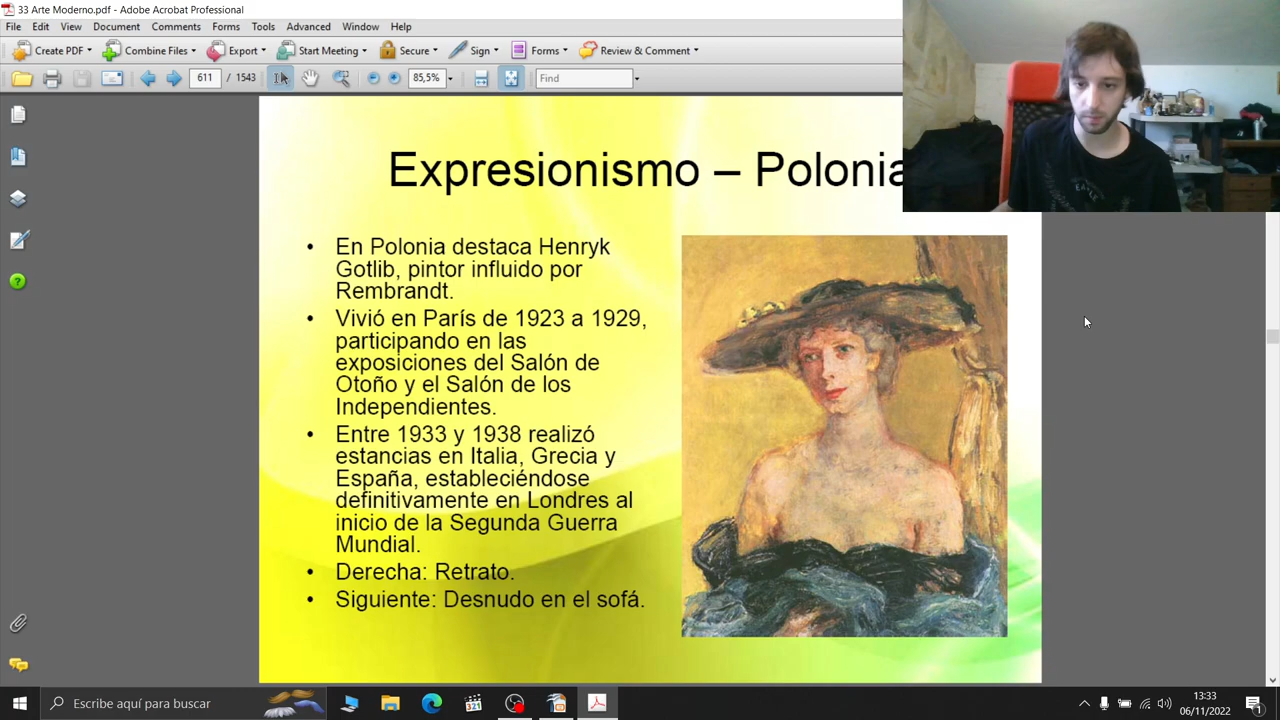 33 Arte Moderno.pdf - Adobe Acrobat Professional
File Edit View Document Comments Forms Tools Advanced Window Help
Create PDF Combine Files Export Start Meeting Secure Sign Forms Review & Comment
611 / 1543 85,5% Find
Expresionismo – Polonia
• En Polonia destaca Henryk
Gotlib, pintor influido por
Rembrandt.
• Vivió en París de 1923 a 1929,
participando en las
exposiciones del Salón de
Otoño y el Salón de los
Independientes.
• Entre 1933 y 1938 realizó
estancias en Italia, Grecia y
España, estableciéndose
definitivamente en Londres al
inicio de la Segunda Guerra
Mundial.
• Derecha: Retrato.
• Siguiente: Desnudo en el sofá.
Escribe aquí para buscar
321
13:33
06/11/2022
1